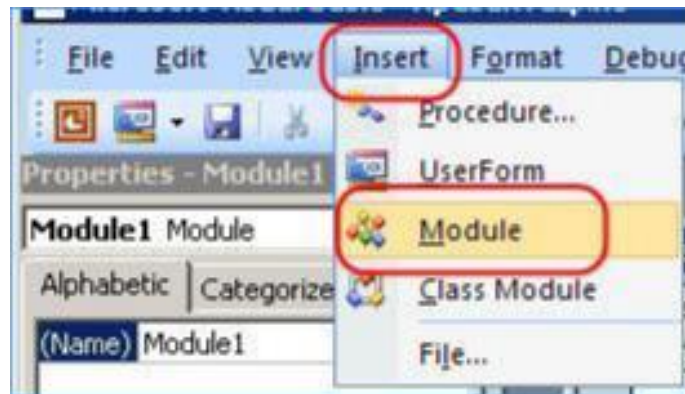 File Edit View Insert Format Debug
Procedure...
Properties - Module1
UserForm
Module1 Module
Module
Alphabetic Categorize
Class Module
(Name) Module1
File...